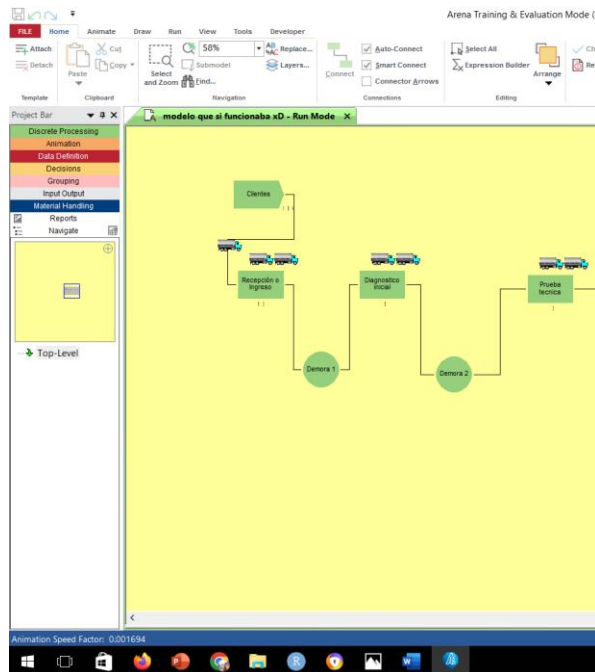 Arena Training & Evaluation Mode (
FILE Home Animate Draw Run View Tools Developer
Attach
Detach
Template
Paste
Cut
Copy
Clipboard
Select and Zoom
58%
Submodel
Find...
Replace...
Layers...
Navigation
Connect
Auto-Connect
Smart Connect
Connector Arrows
Connections
Select All
Expression Builder
Arrange
Editing
Ch
Re
Project Bar
modelo que si funcionaba xD - Run Mode X
Discrete Processing
Animation
Data Definition
Decisions
Grouping
Input Output
Material Handling
Reports
Navigate
Top-Level
Clientes
Recepción o
ingreso
Diagnostico
inicial
Prueba
tecnica
Demora 1
Demora 2
Animation Speed Factor: 0.001694